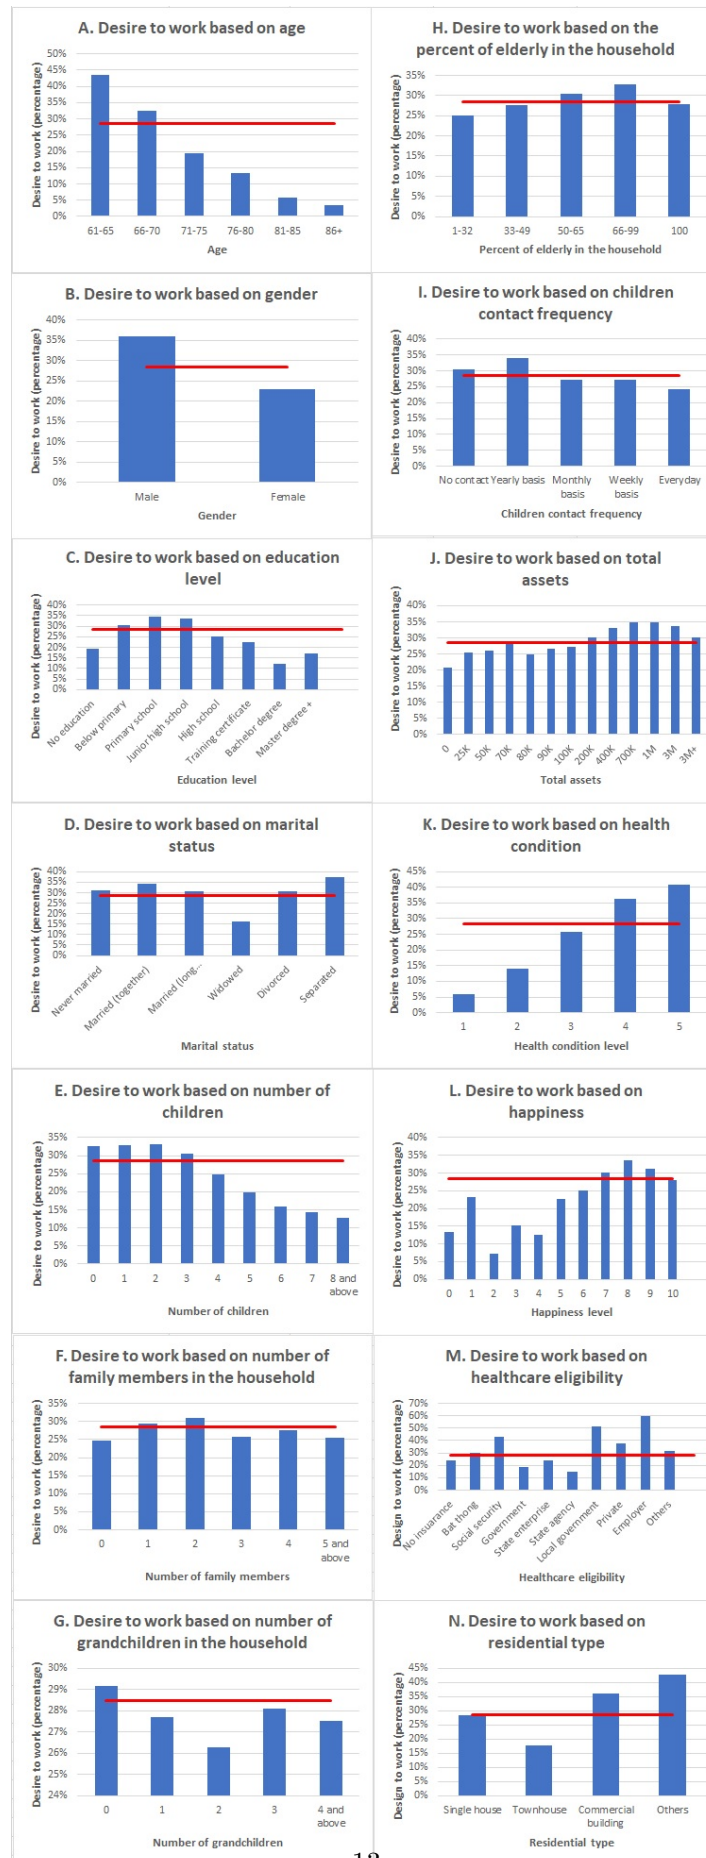 A. Desire to work based on age
50%
45%
40%
35%
30%
25%
20%
15%
10%
5%
0%
Desire to work (percentage)
61-65 66-70 71-75 76-80 81-85 86+
Age
B. Desire to work based on gender
40%
35%
30%
25%
20%
15%
10%
5%
0%
Desire to work (percentage)
Male Female
Gender
C. Desire to work based on education
level
40%
35%
30%
25%
20%
15%
10%
5%
0%
Desire to work (percentage)
No education Below primary Primary school Junior high school High school Training certificate Bachelor degree Master degree +
Education level
D. Desire to work based on marital
status
40%
35%
30%
25%
20%
15%
10%
5%
0%
Desire to work (percentage)
Never married Married (together) Married (long... Widowed Divorced Separated
Marital status
E. Desire to work based on number of
children
35%
30%
25%
20%
15%
10%
5%
0%
Desire to work (percentage)
0 1 2 3 4 5 6 7 8 and
above
Number of children
F. Desire to work based on number of
family members in the household
35%
30%
25%
20%
15%
10%
5%
0%
Desire to work (percentage)
0 1 2 3 4 5 and
above
Number of family members
G. Desire to work based on number of
grandchildren in the household
30%
29%
28%
27%
26%
25%
24%
Desire to work (percentage)
0 1 2 3 4 and
above
Number of grandchildren
H. Desire to work based on the
percent of elderly in the household
35%
30%
25%
20%
15%
10%
5%
0%
Desire to work (percentage)
1-32 33-49 50-65 66-99 100
Percent of elderly in the household
I. Desire to work based on children
contact frequency
40%
35%
30%
25%
20%
15%
10%
5%
0%
Desire to work (percentage)
No contact Yearly basis Monthly Weekly Everyday
basis basis
Children contact frequency
J. Desire to work based on total
assets
40%
35%
30%
25%
20%
15%
10%
5%
0%
Desire to work (percentage)
0 25K 50K 70K 80K 90K 100K 200K 400K 700K 1M 3M 3M+
Total assets
K. Desire to work based on health
condition
45%
40%
35%
30%
25%
20%
15%
10%
5%
0%
Desire to work (percentage)
1 2 3 4 5
Health condition level
L. Desire to work based on
happiness
40%
35%
30%
25%
20%
15%
10%
5%
0%
Desire to work (percentage)
0 1 2 3 4 5 6 7 8 9 10
Happiness level
M. Desire to work based on
healthcare eligibility
70%
60%
50%
40%
30%
20%
10%
0%
Design to work (percentage)
No insuarance Bat thong Social security Government State enterprise State agency Local government Private Employer Others
Healthcare eligibility
N. Desire to work based on
residential type
45%
40%
35%
30%
25%
20%
15%
10%
5%
0%
Design to work (percentage)
Single house Townhouse Commercial Others
building
Residential type